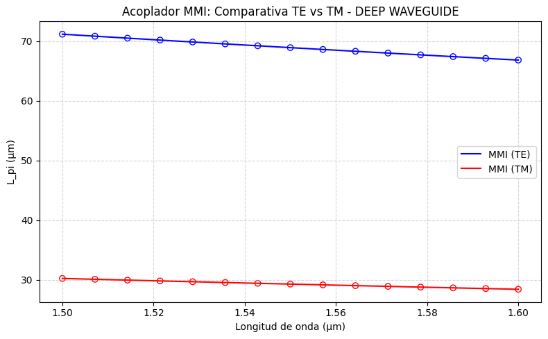 Acoplador MMI: Comparativa TE vs TM - DEEP WAVEGUIDE
L_pi (μm)
70
60
50
40
30
MMI (TE)
MMI (TM)
1.50 1.52 1.54 1.56 1.58 1.60
Longitud de onda (μm)